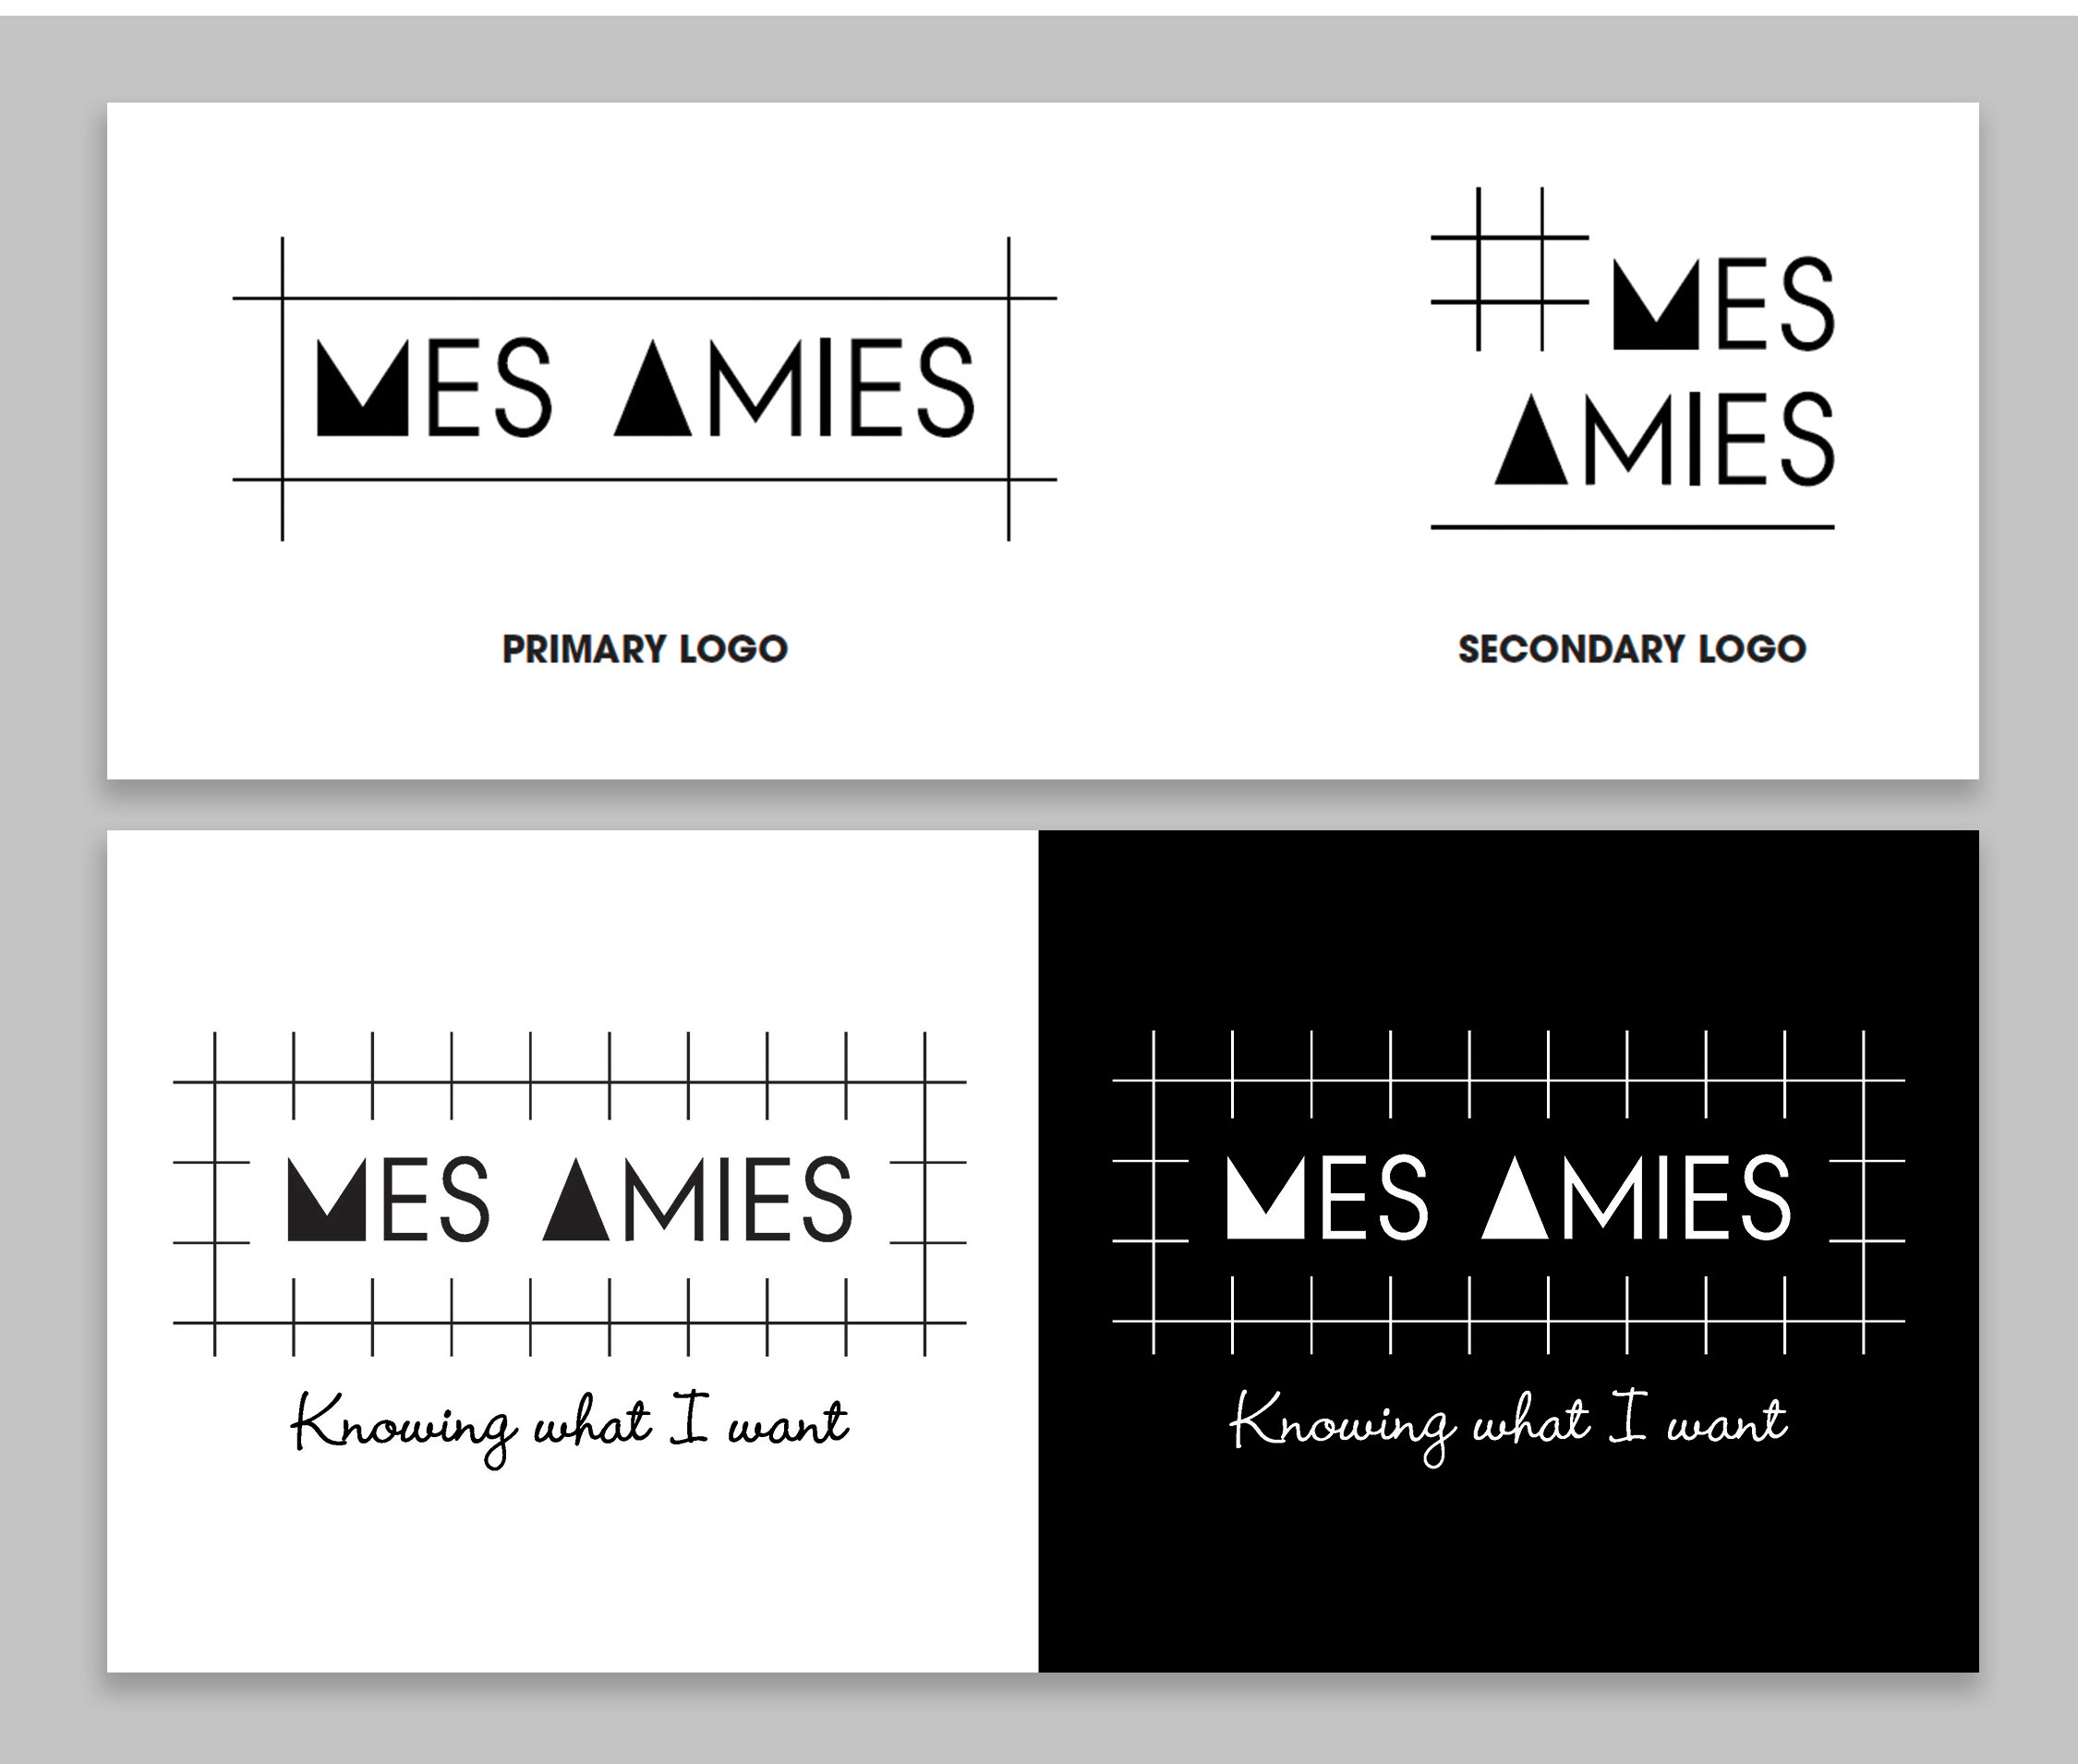 MES AMIES
#MES
AMIES
PRIMARY LOGO
SECONDARY LOGO
MES AMIES
Knowing what I want
MES AMIES
Knowing what I want